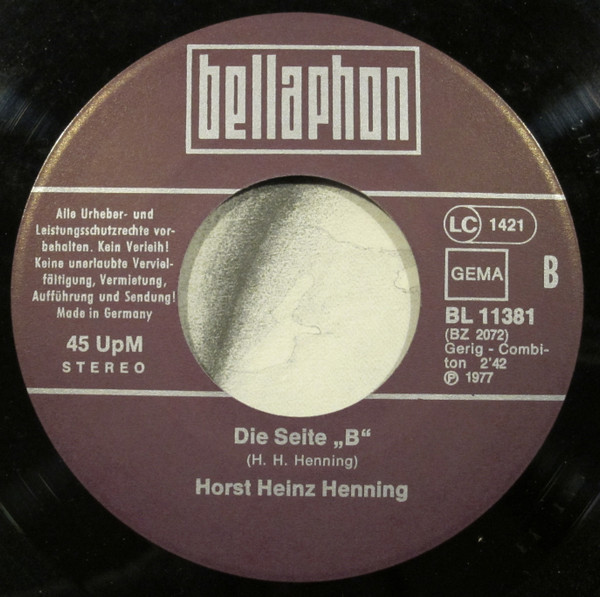 bellaphon
Alle Urheber- und
Leistungsschutzrechte vor-
behalten. Kein Verleih!
Keine unerlaubte Verviel-
fältigung, Vermietung,
Aufführung und Sendung!
Made in Germany
45 UpM
STEREO
LC 1421
GEMA
B
BL 11381
(BZ 2072)
Gerig - Combi-
ton 2'42
℗ 1977
Die Seite „B“
(H. H. Henning)
Horst Heinz Henning